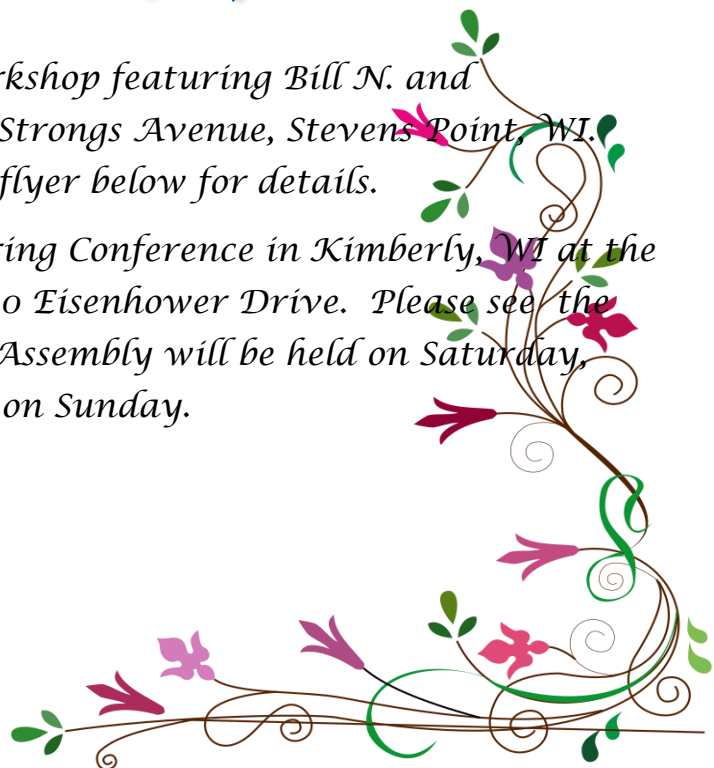 rkshop featuring Bill N. and
Strongs Avenue, Stevens Point, WI.
flyer below for details.
ring Conference in Kimberly, WI at the
0 Eisenhower Drive. Please see the
Assembly will be held on Saturday,
on Sunday.